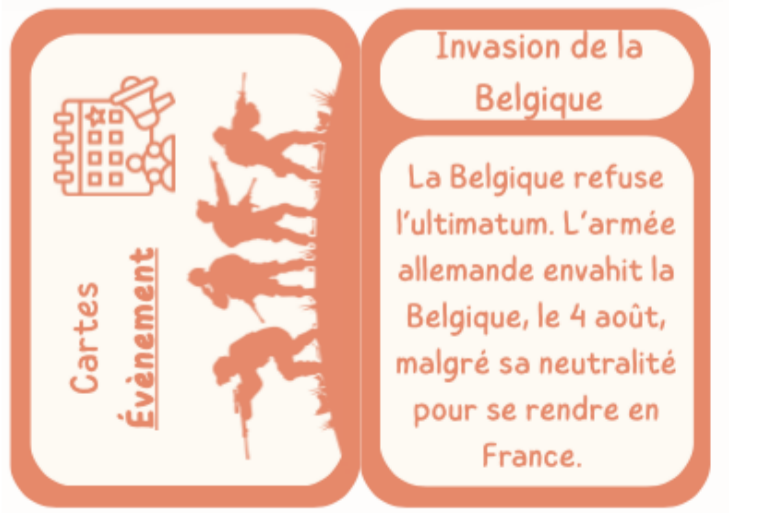 Cartes
Évènement
Invasion de la
Belgique
La Belgique refuse
l'ultimatum. L'armée
allemande envahit la
Belgique, le 4 août,
malgré sa neutralité
pour se rendre en
France.